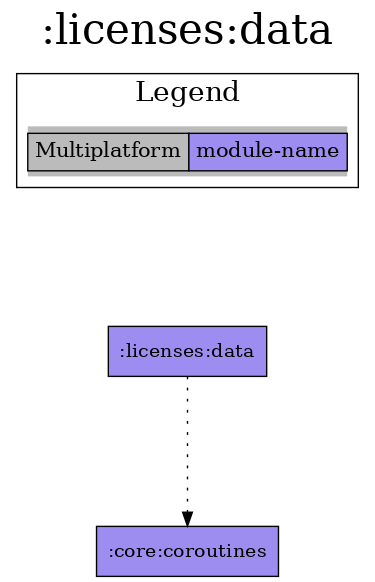 :licenses:data
Legend
Multiplatform module-name
:licenses:data
:core:coroutines